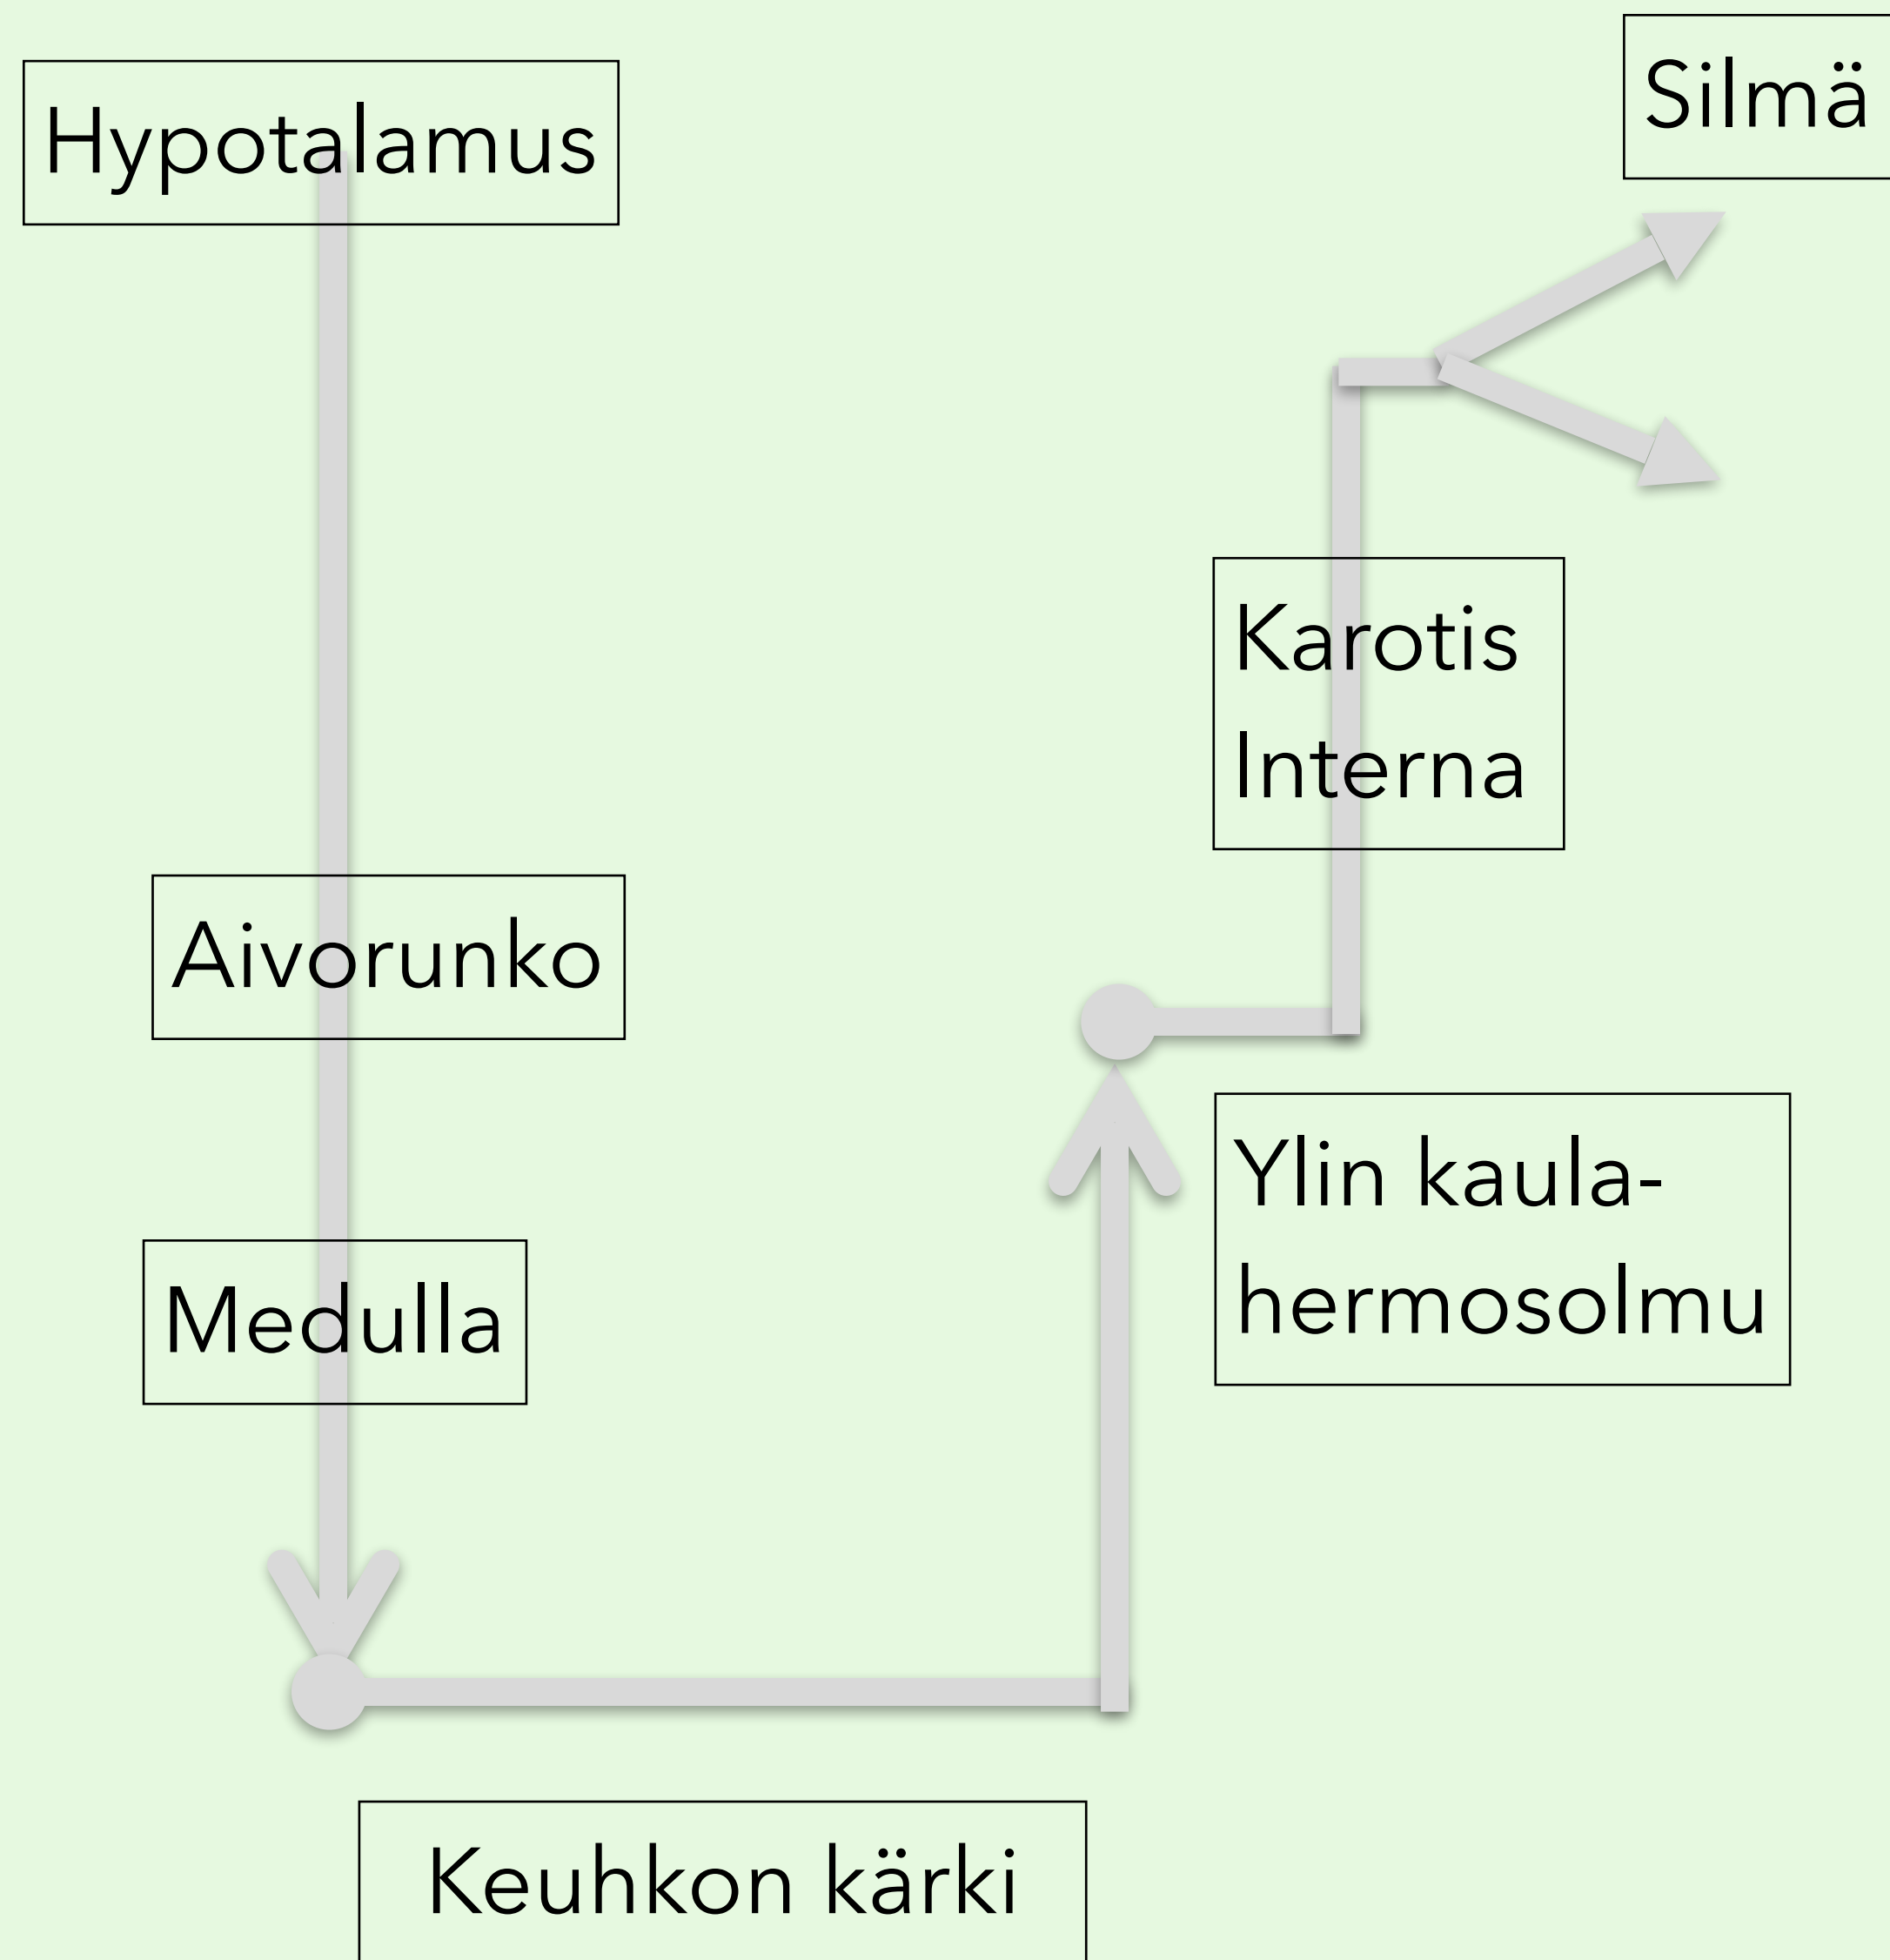 Hypotalamus
Silmä
Karotis
Interna
Aivorunko
Ylin kaula-
hermosolmu
Medulla
Keuhkon kärki